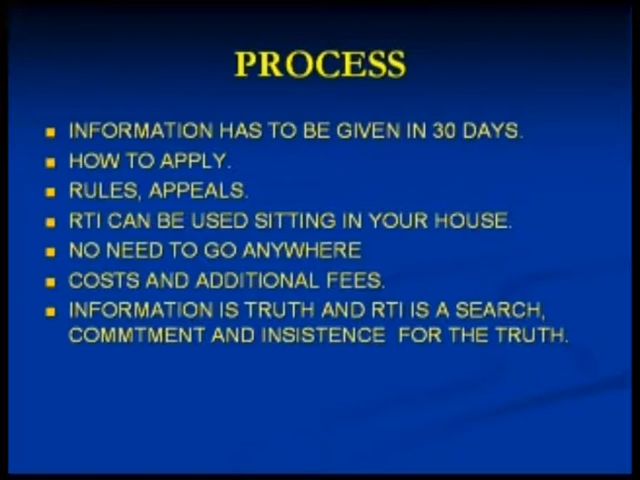 PROCESS
INFORMATION HAS TO BE GIVEN IN 30 DAYS.
HOW TO APPLY.
RULES, APPEALS.
RTI CAN BE USED SITTING IN YOUR HOUSE.
NO NEED TO GO ANYWHERE
COSTS AND ADDITIONAL FEES.
INFORMATION IS TRUTH AND RTI IS A SEARCH,
COMMTMENT AND INSISTENCE FOR THE TRUTH.